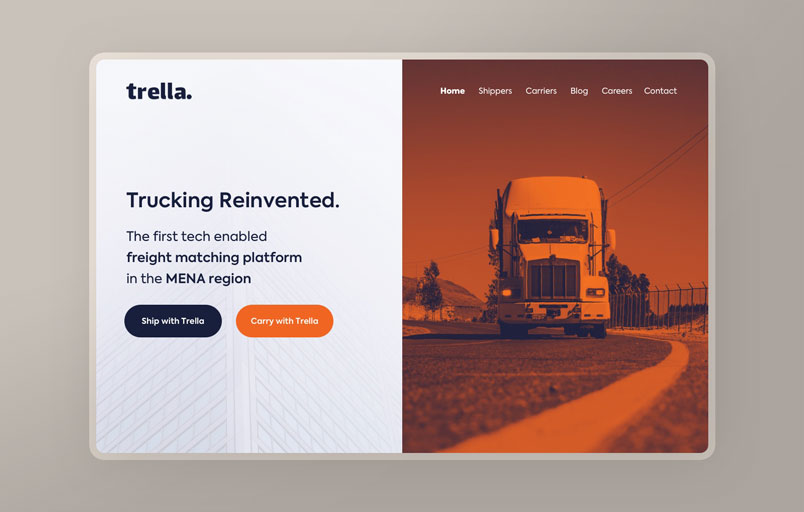 trella.
Home Shippers Carriers Blog Careers Contact
Trucking Reinvented.
The first tech enabled
freight matching platform
in the MENA region
Ship with Trella
Carry with Trella